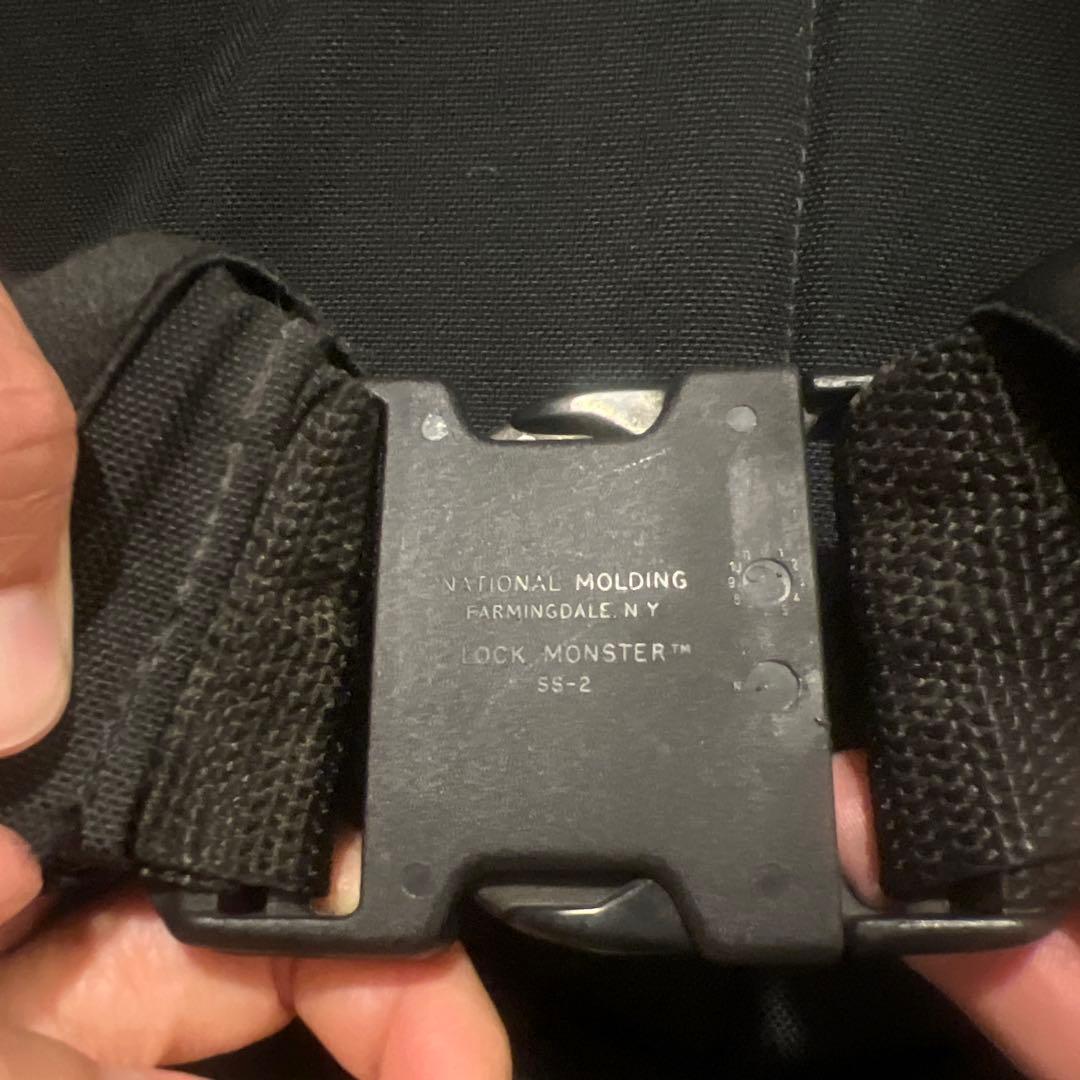 NATIONAL MOLDING
FARMINGDALE. N Y
LOCK MONSTER™
SS-2